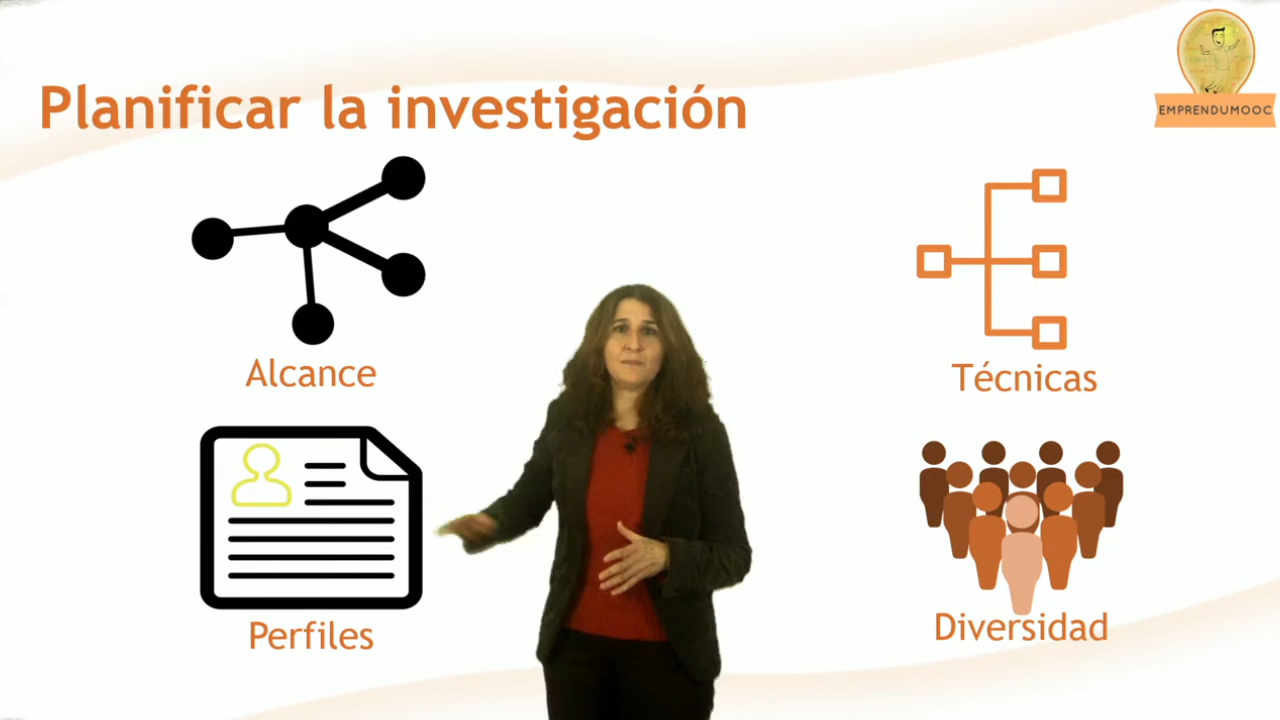 Planificar la investigación
EMPRENDUMOOC
Alcance
Técnicas
Perfiles
Diversidad